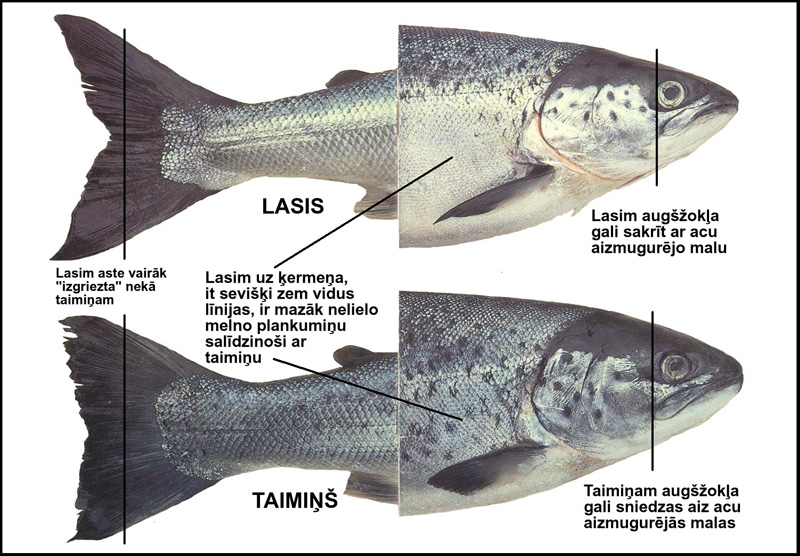 LASIS
Lasim augšžokļa
gali sakrīt ar acu
aizmugurējo malu
Lasim aste vairāk
"izgriezta" nekā
taimiņam
Lasim uz ķermeņa,
it sevišķi zem vidus
līnijas, ir mazāk nelielo
melno plankumiņu
salīdzinoši ar
taimiņu
TAIMIŅŠ
Taimiņam augšžokļa
gali sniedzas aiz acu
aizmugurējās malas